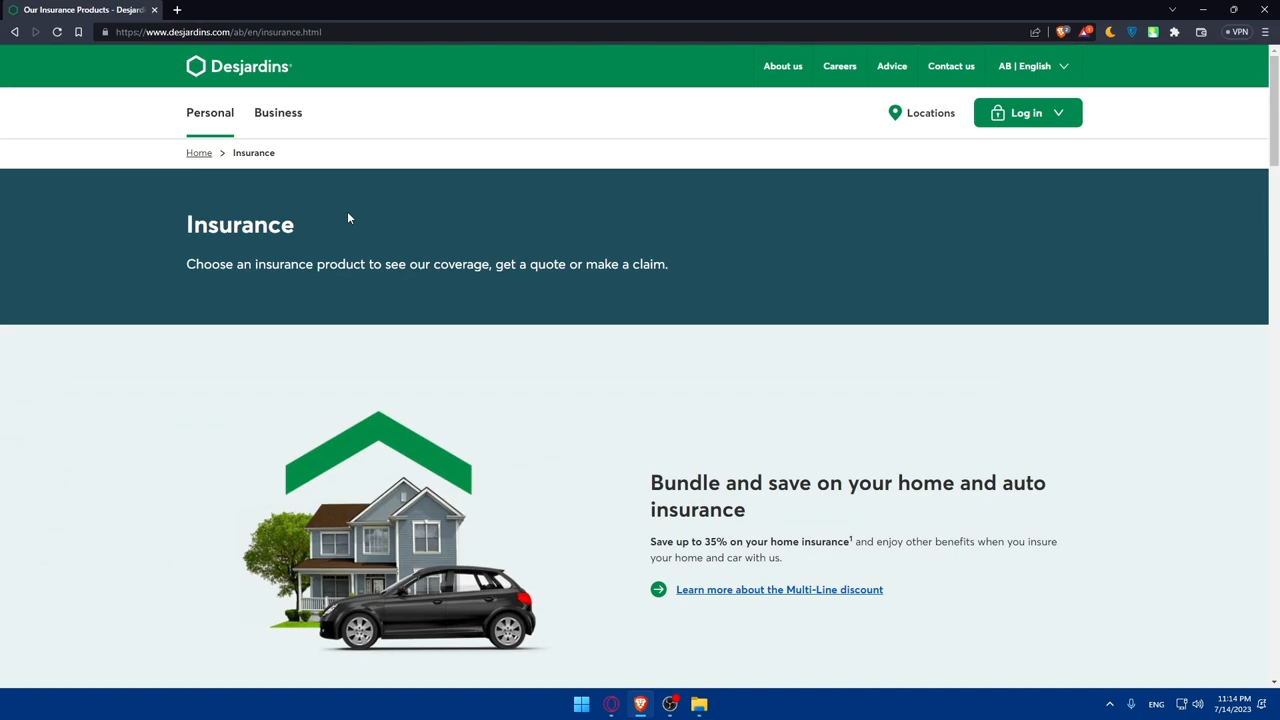 Our Insurance Products - Desjard
https://www.desjardins.com/ab/en/insurance.html
2
1
VPN
Desjardins
About us
Careers
Advice
Contact us
AB | English
Personal
Business
Locations
Log in
Home > Insurance
Insurance
Choose an insurance product to see our coverage, get a quote or make a claim.
Bundle and save on your home and auto
insurance
Save up to 35% on your home insurance1 and enjoy other benefits when you insure
your home and car with us.
Learn more about the Multi-Line discount
ENG
11:14 PM
7/14/2023